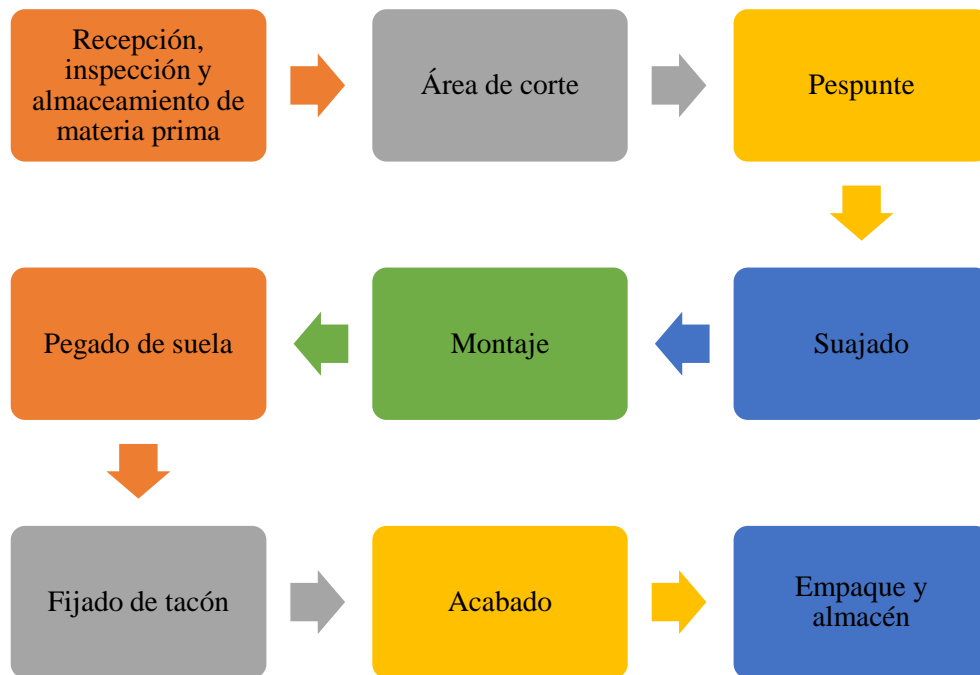 Recepción,
inspección y
almaceamiento de
materia prima
Área de corte
Pespunte
Suajado
Montaje
Pegado de suela
Fijado de tacón
Acabado
Empaque y
almacén